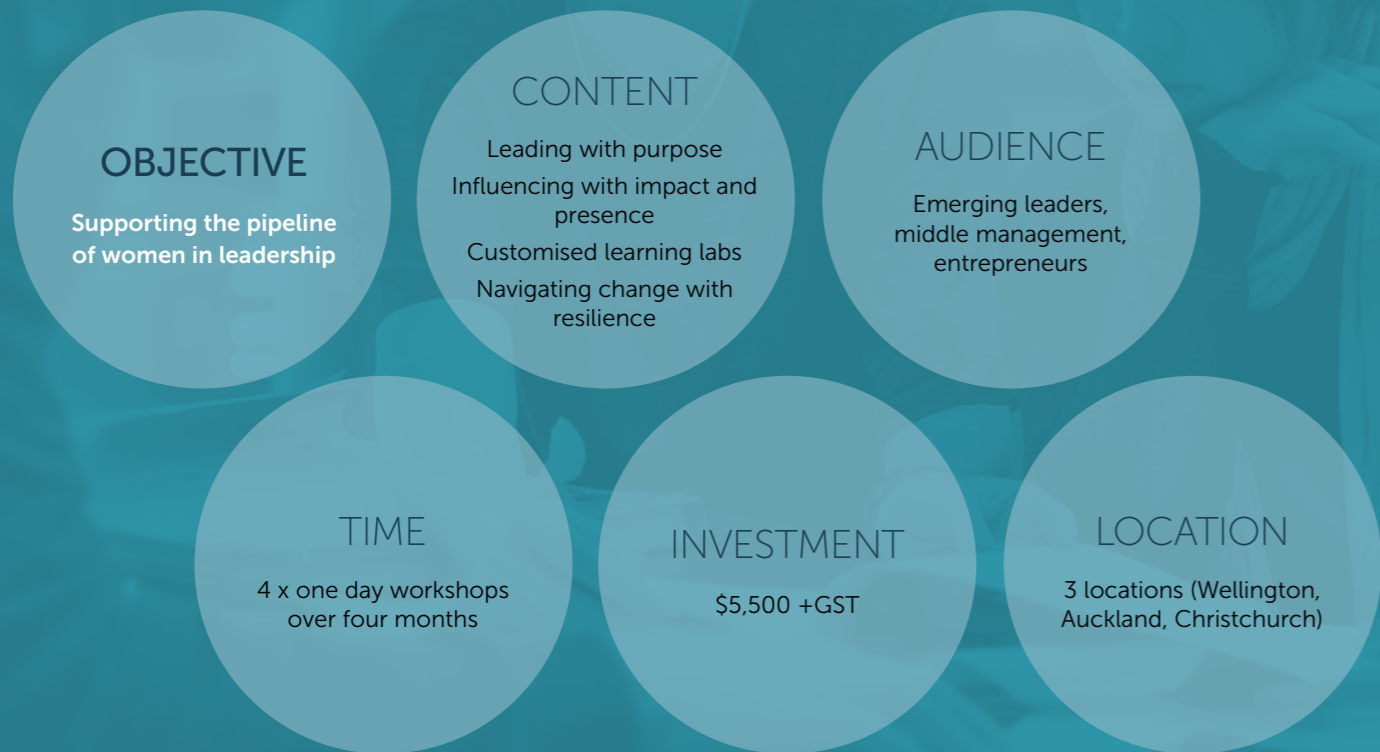 OBJECTIVE
Supporting the pipeline
of women in leadership
CONTENT
Leading with purpose
Influencing with impact and
presence
Customised learning labs
Navigating change with
resilience
AUDIENCE
Emerging leaders,
middle management,
entrepreneurs
TIME
4 x one day workshops
over four months
INVESTMENT
$5,500 +GST
LOCATION
3 locations (Wellington,
Auckland, Christchurch)